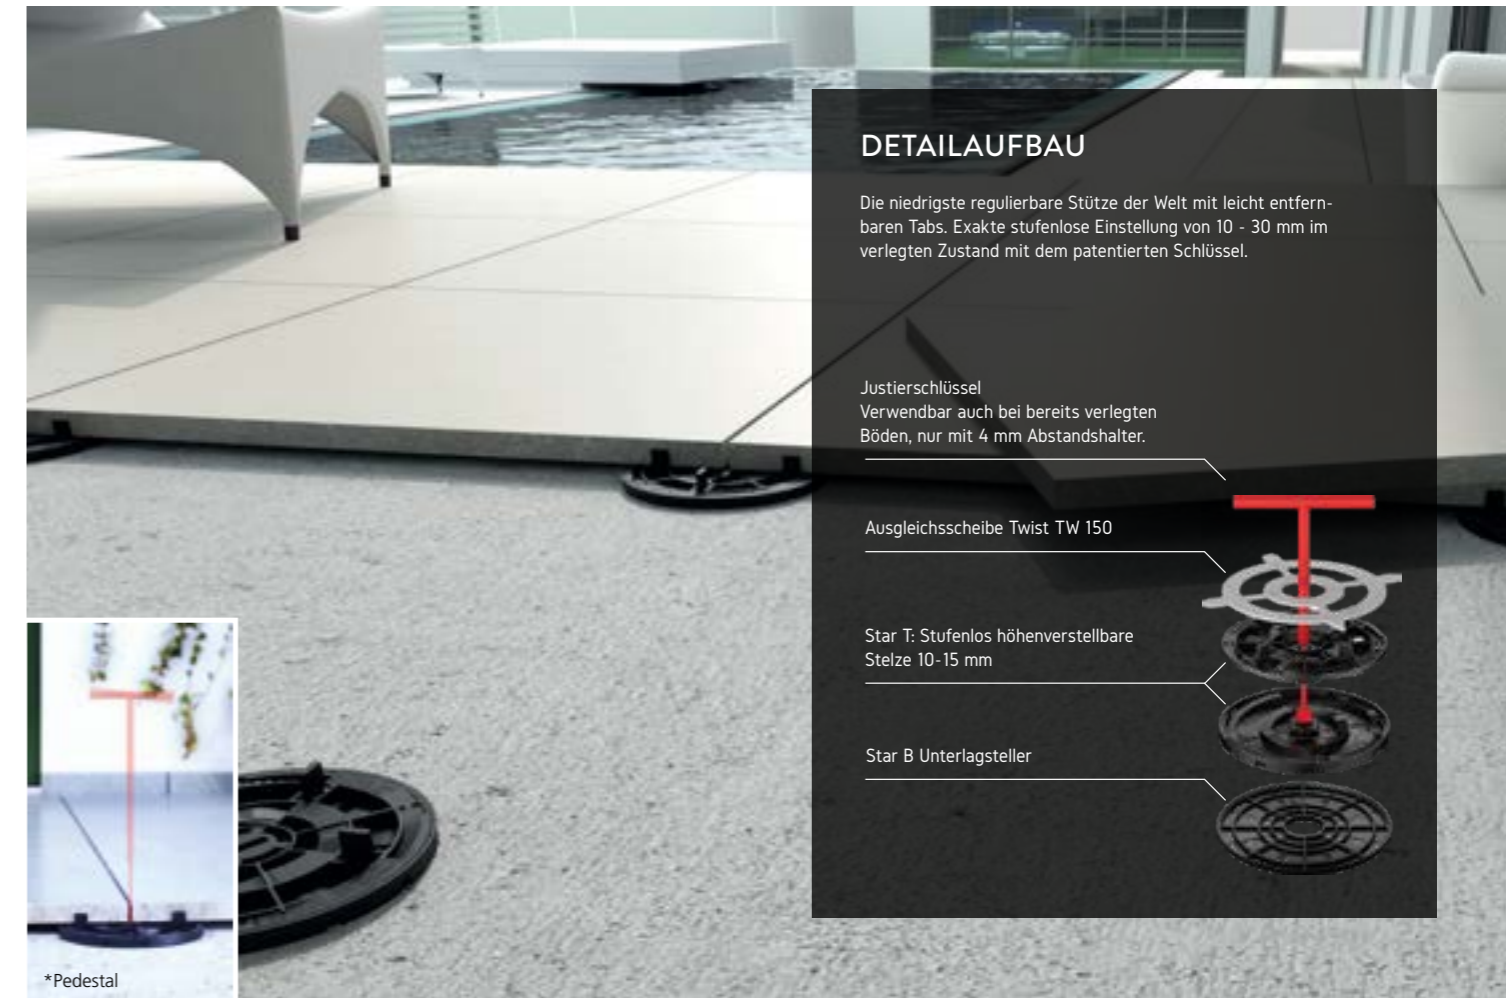 DETAILAUFBAU
Die niedrigste regulierbare Stütze der Welt mit leicht entfern-
baren Tabs. Exakte stufenlose Einstellung von 10 - 30 mm im
verlegten Zustand mit dem patentierten Schlüssel.
Justierschlüssel
Verwendbar auch bei bereits verlegten
Böden, nur mit 4 mm Abstandshalter.
Ausgleichsscheibe Twist TW 150
Star T: Stufenlos höhenverstellbare
Stelze 10-15 mm
Star B Unterlagsteller
*Pedestal